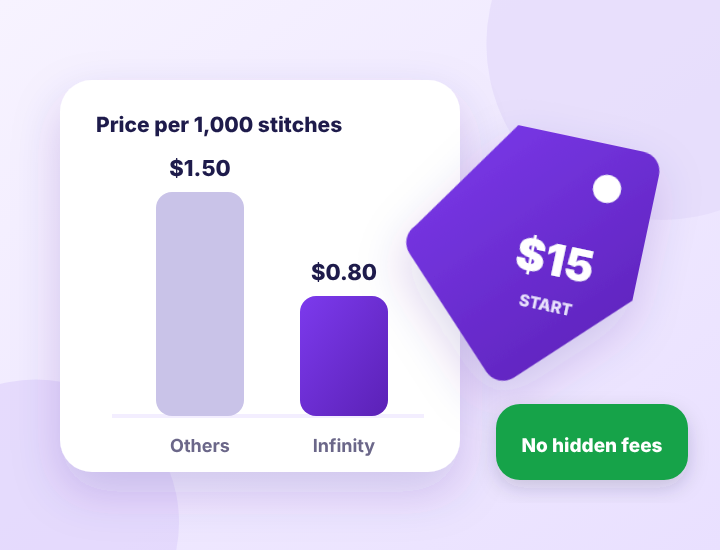 Price per 1,000 stitches
$1.50
$0.80
Others
Infinity
$15
START
No hidden fees